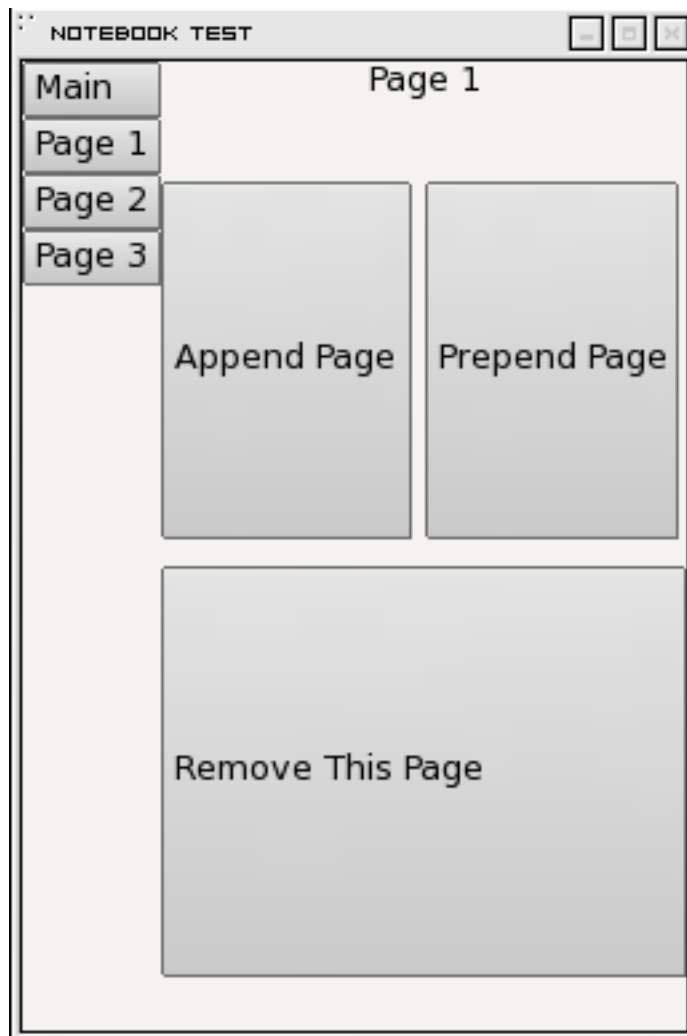 NOTEBOOK TEST
Main
Page 1
Page 2
Page 3
Page 1
Append Page
Prepend Page
Remove This Page